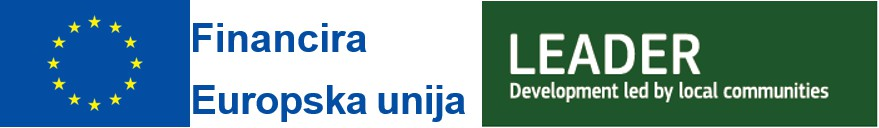 Financira
Europska unija
LEADER
Development led by local communities